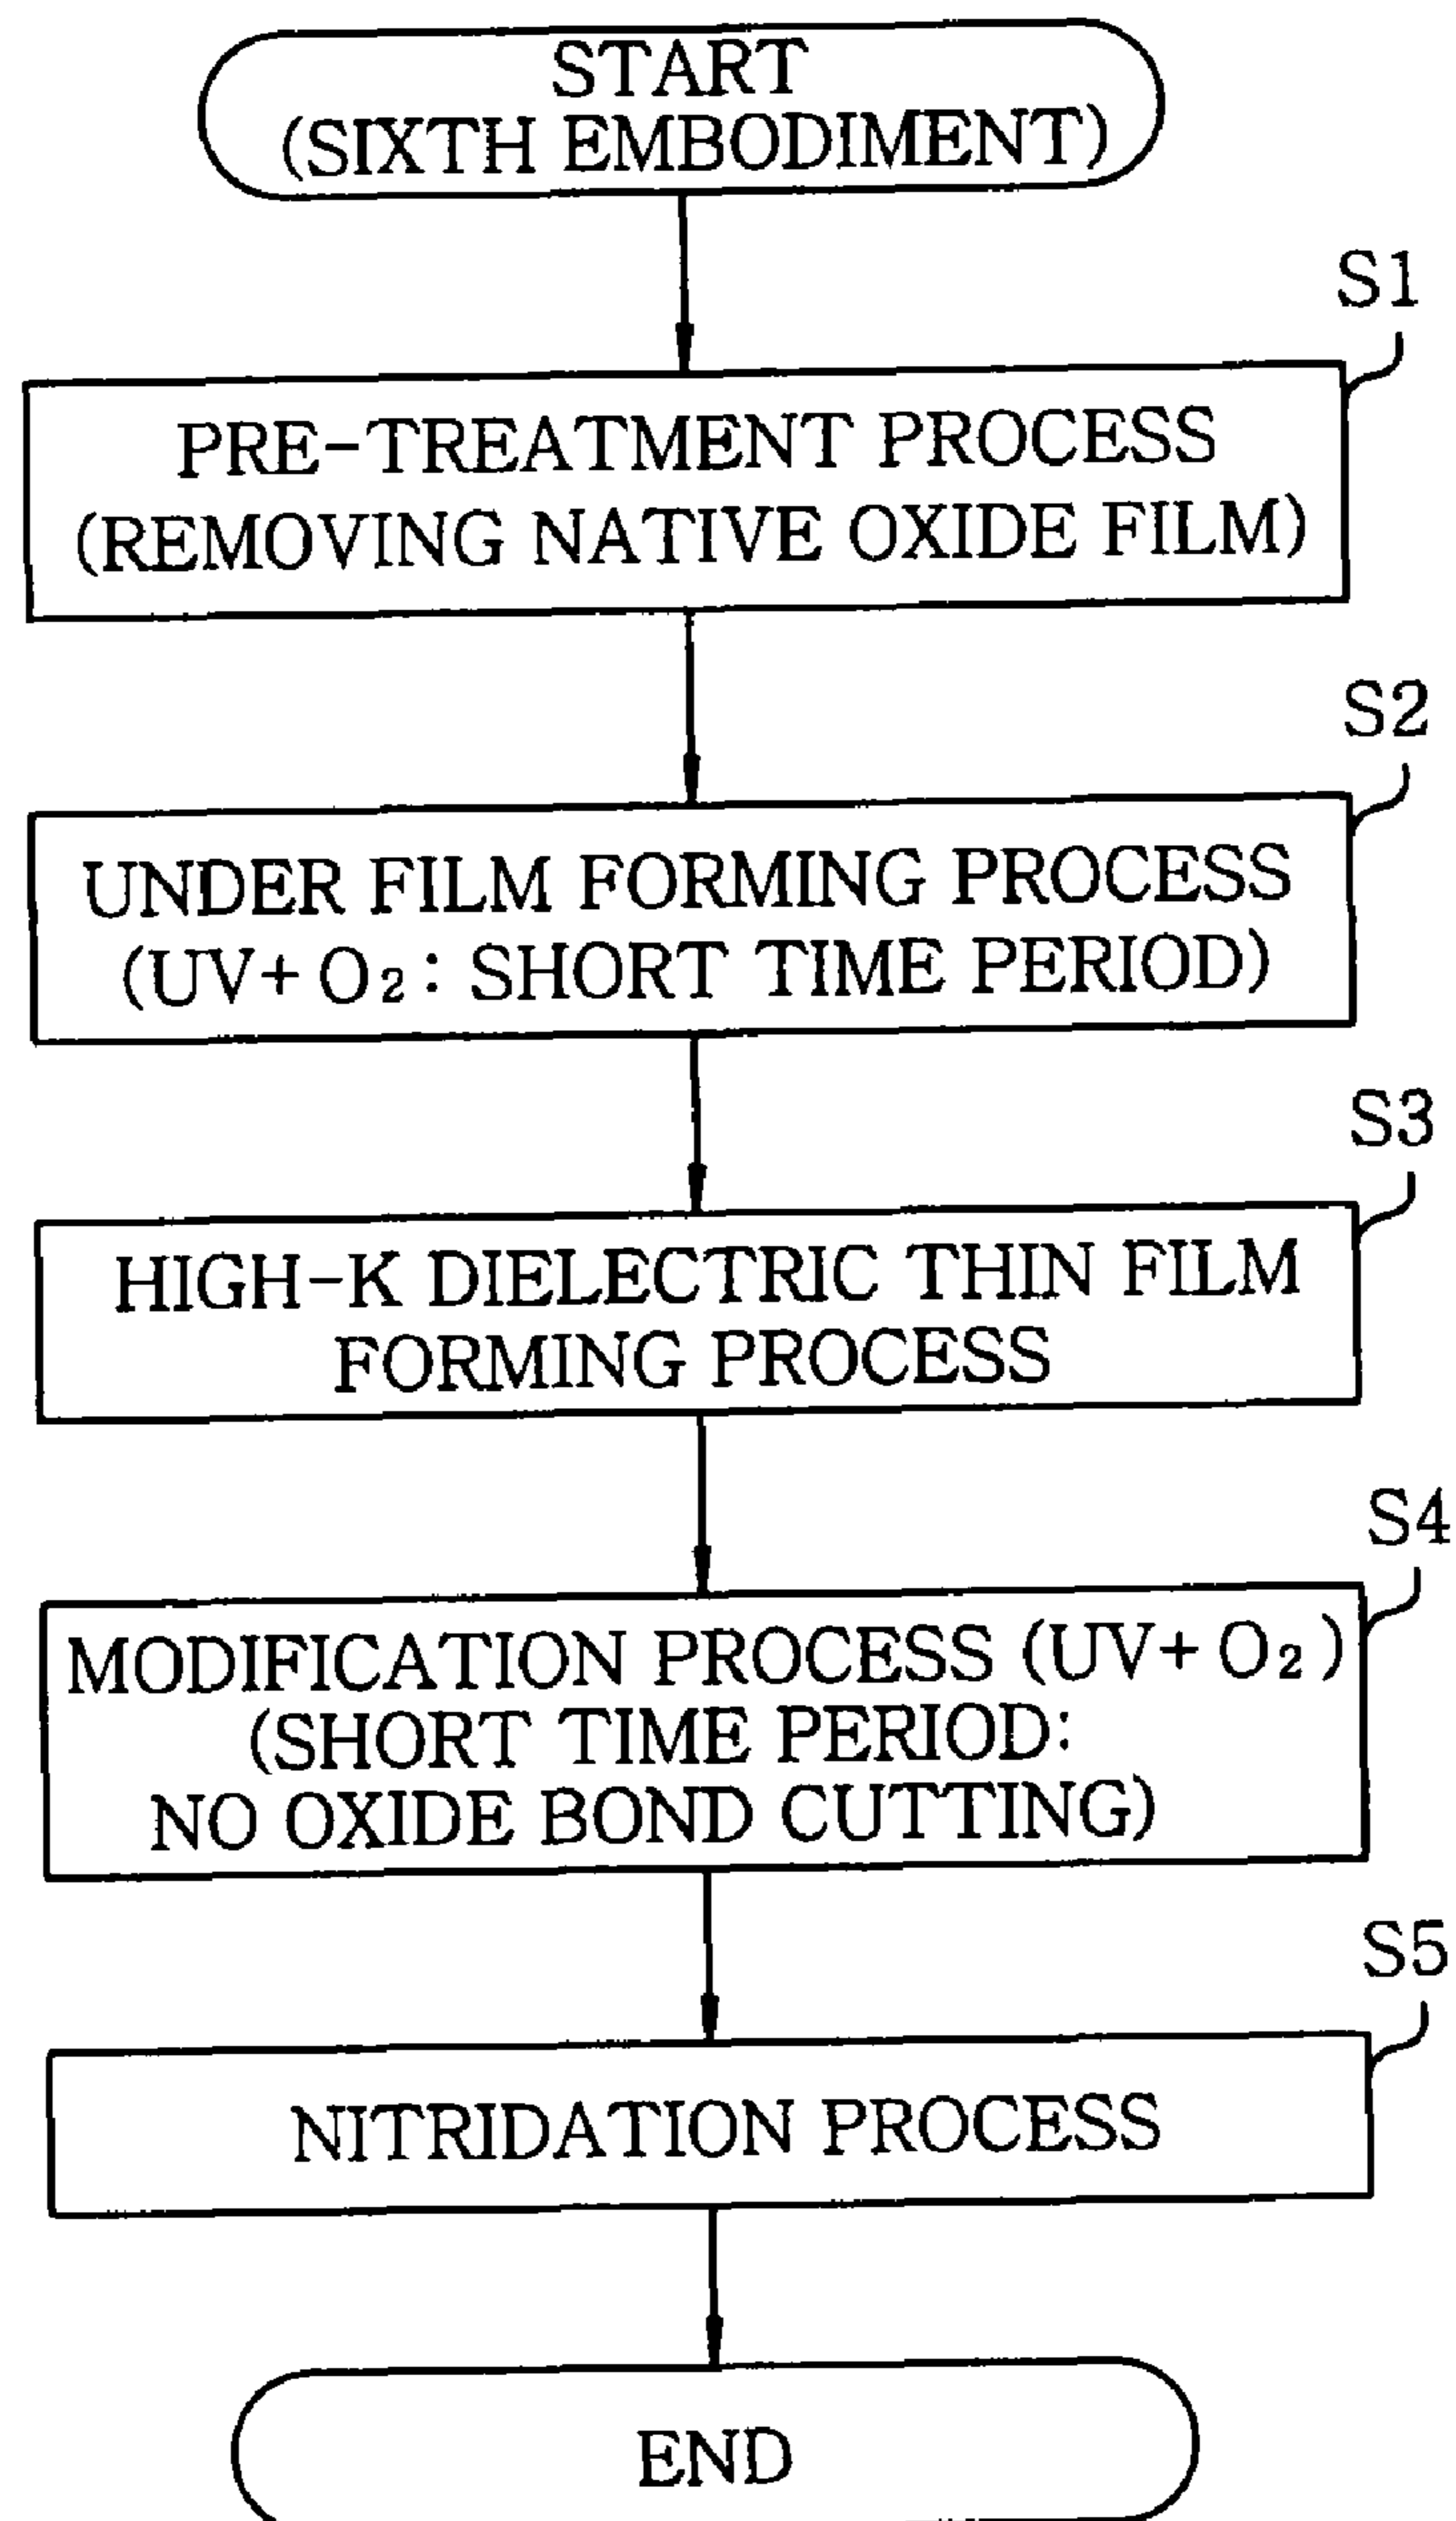 START
(SIXTH EMBODIMENT)
S1
PRE-TREATMENT PROCESS
(REMOVING NATIVE OXIDE FILM)
S2
UNDER FILM FORMING PROCESS
(UV+ O₂: SHORT TIME PERIOD)
S3
HIGH-K DIELECTRIC THIN FILM
FORMING PROCESS
S4
MODIFICATION PROCESS (UV+ O₂)
(SHORT TIME PERIOD:
NO OXIDE BOND CUTTING)
S5
NITRIDATION PROCESS
END